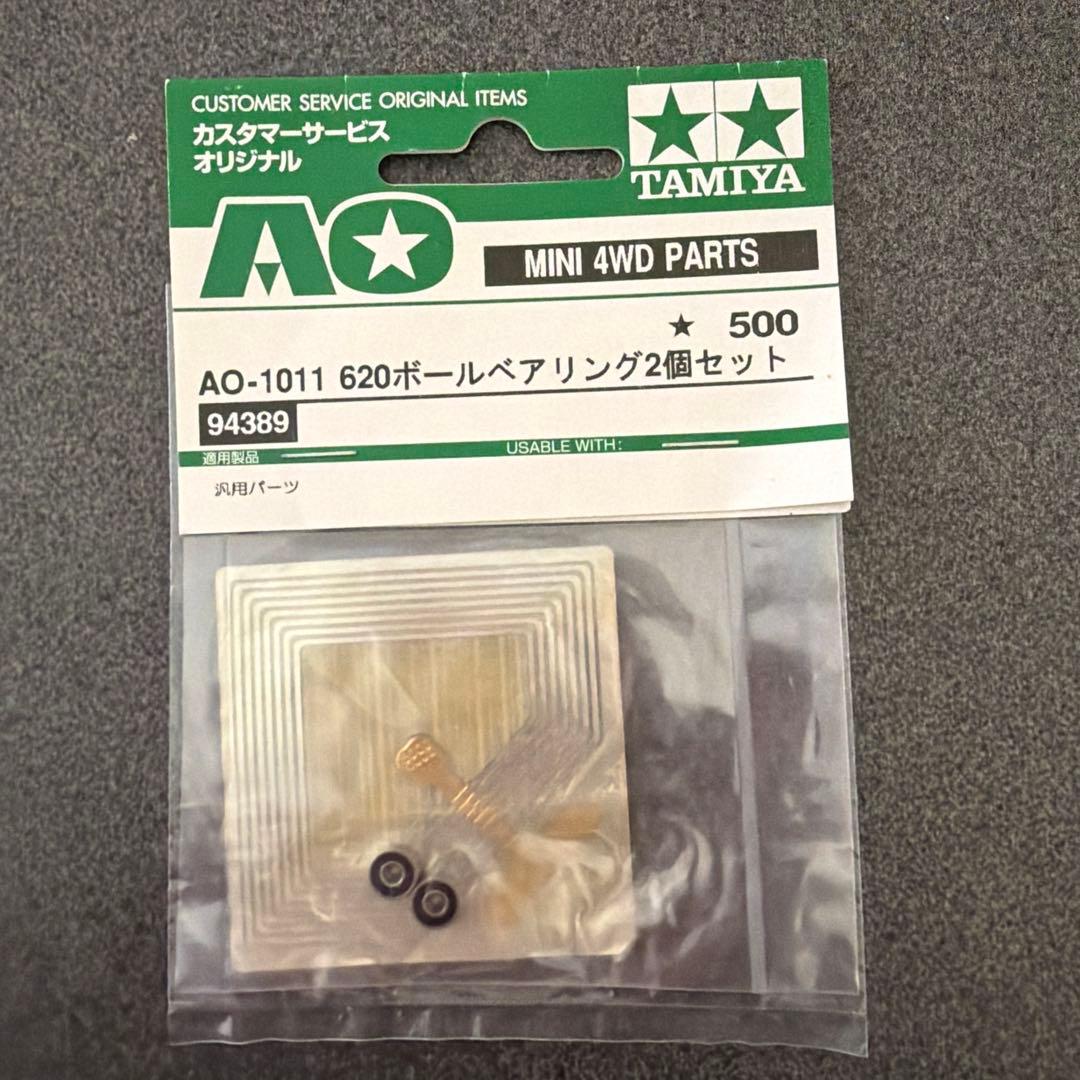 CUSTOMER SERVICE ORIGINAL ITEMS
カスタマーサービス
オリジナル
TAMIYA
AO
MINI 4WD PARTS
★ 500
AO-1011 620ボールベアリング2個セット
94389
適用製品 USABLE WITH:
汎用パーツ